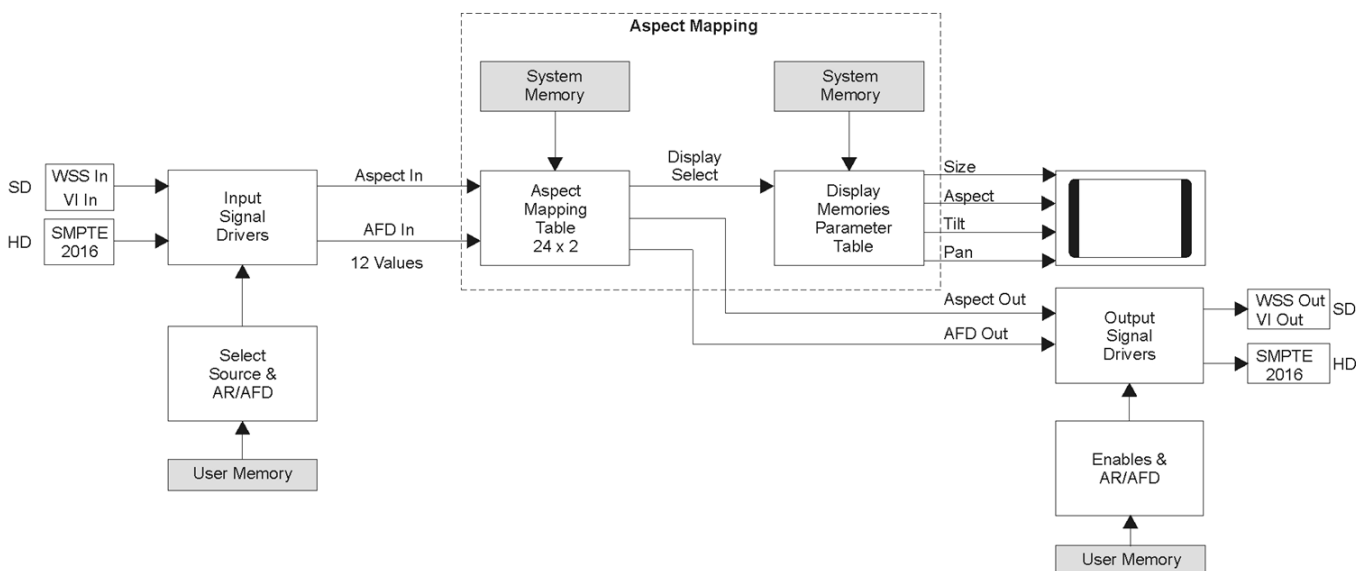 Aspect Mapping
System
Memory
System
Memory
SD
WSS In
VI In
HD
SMPTE
2016
Input
Signal
Drivers
Aspect In
AFD In
12 Values
Aspect
Mapping
Table
24 x 2
Display
Select
Display
Memories
Parameter
Table
Size
Aspect
Tilt
Pan
Aspect Out
AFD Out
Output
Signal
Drivers
WSS Out
VI Out
SD
SMPTE
2016
HD
Select
Source &
AR/AFD
User Memory
Enables &
AR/AFD
User Memory